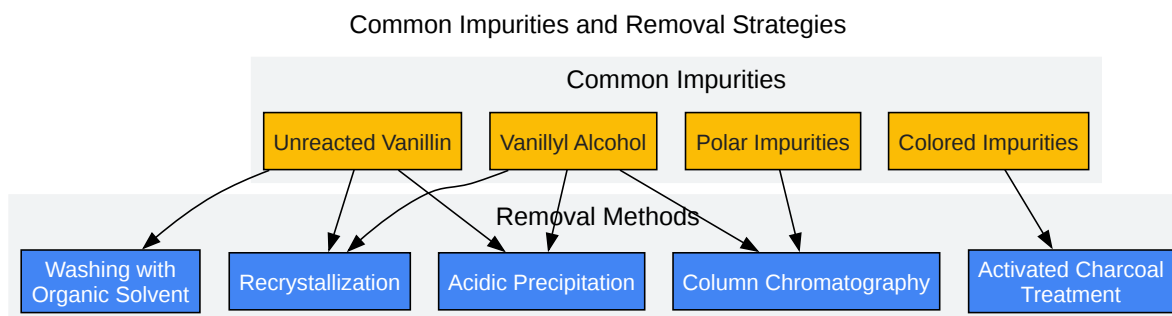 Common Impurities and Removal Strategies
Common Impurities
Unreacted Vanillin
Vanillyl Alcohol
Polar Impurities
Colored Impurities
Removal Methods
Washing with
Organic Solvent
Recrystallization
Acidic Precipitation
Column Chromatography
Activated Charcoal
Treatment